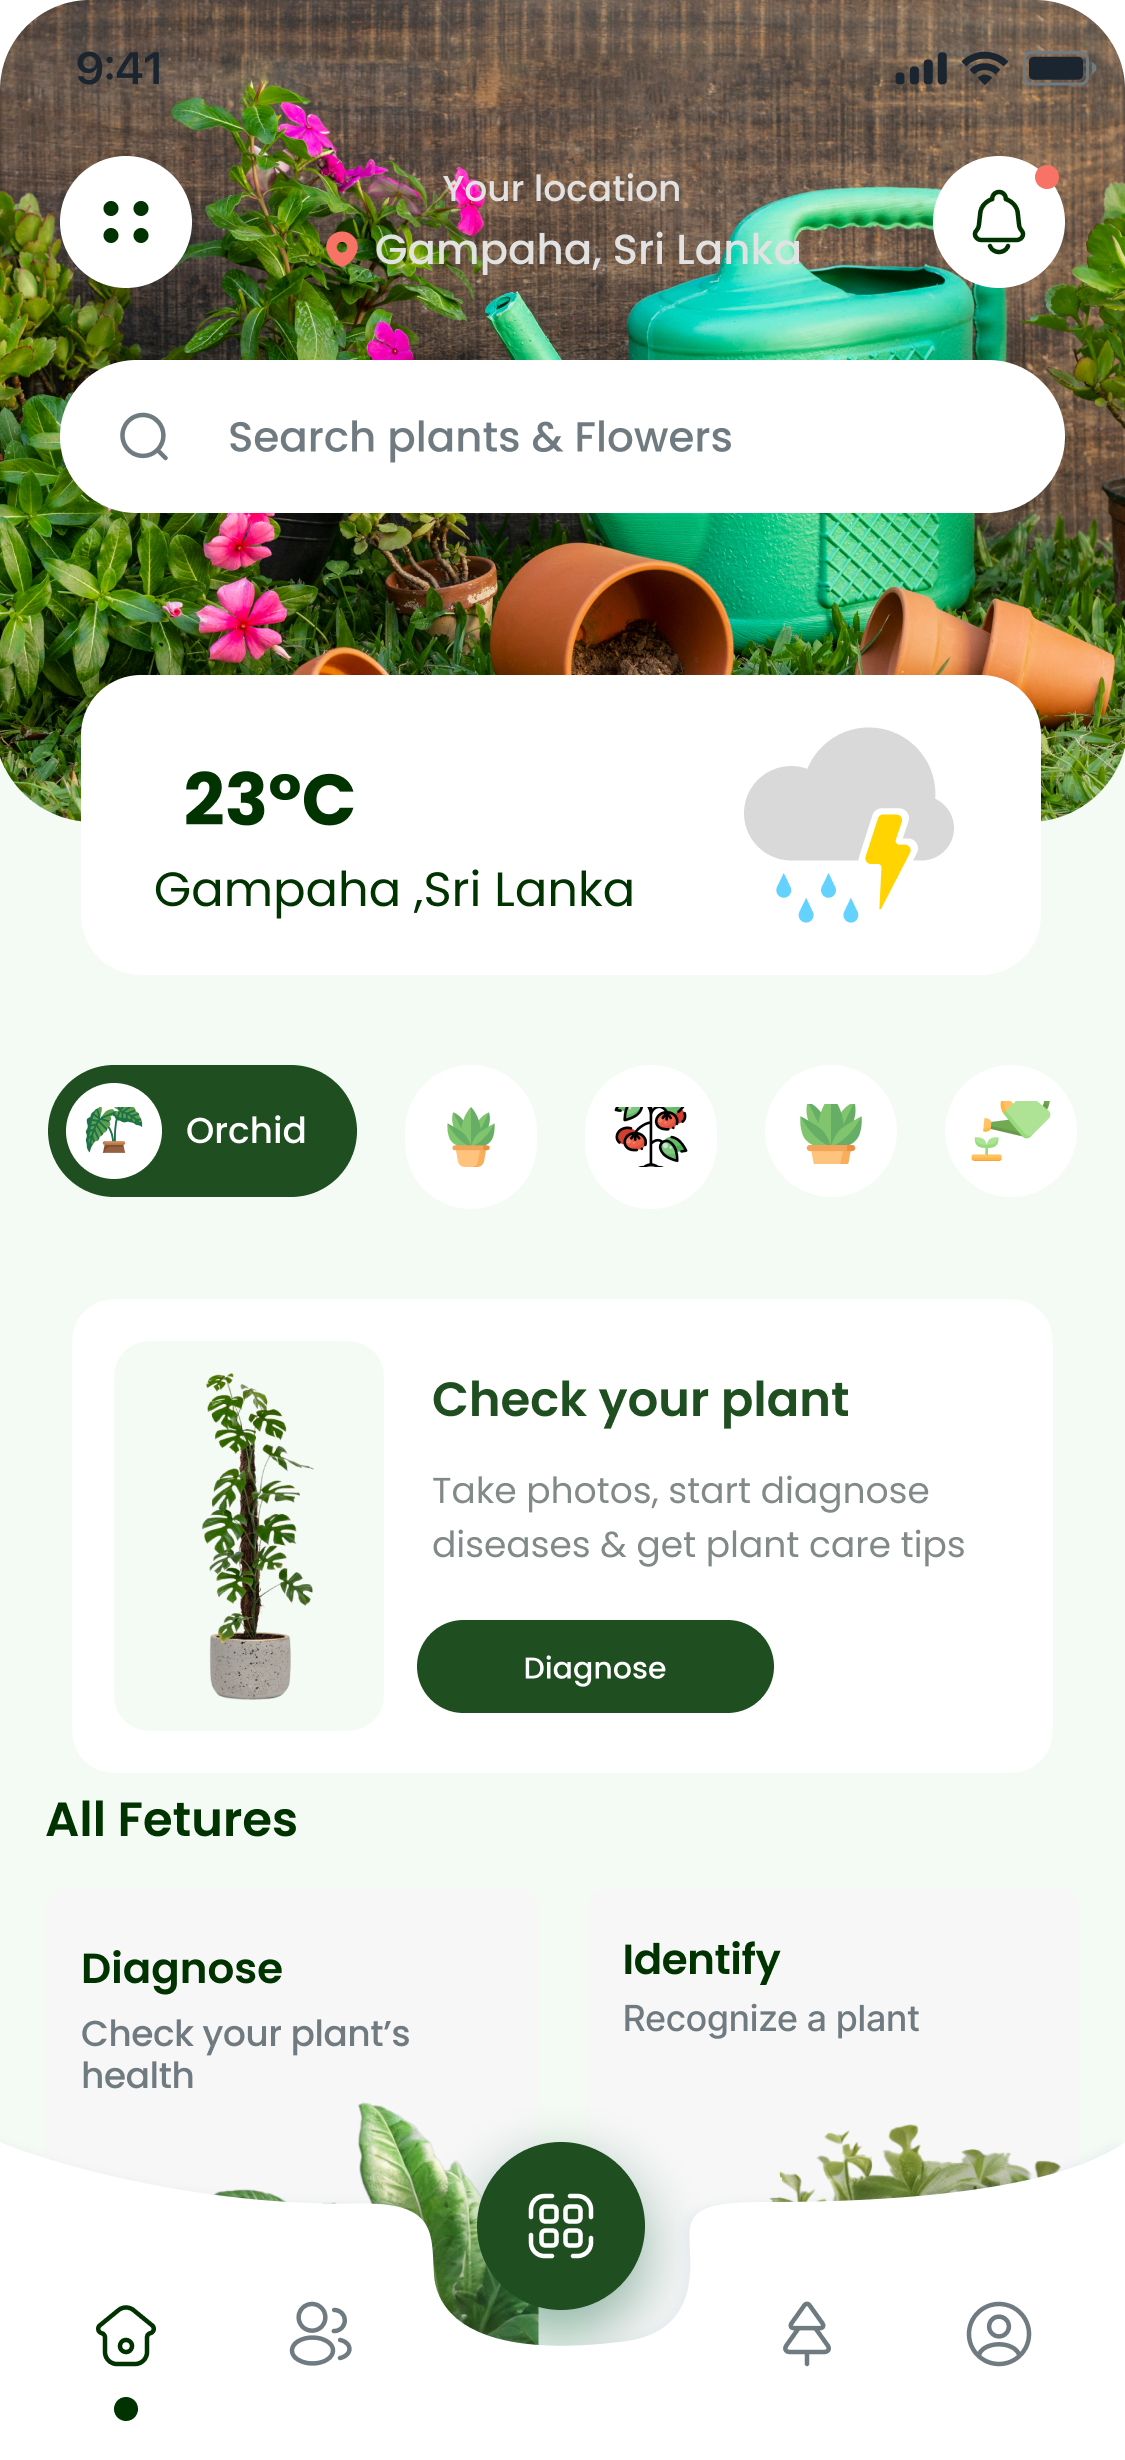 9:41
Your location
Gampaha, Sri Lanka
Search plants & Flowers
23°C
Gampaha ,Sri Lanka
Orchid
Check your plant
Take photos, start diagnose
diseases & get plant care tips
Diagnose
All Fetures
Diagnose
Check your plant’s
health
Identify
Recognize a plant